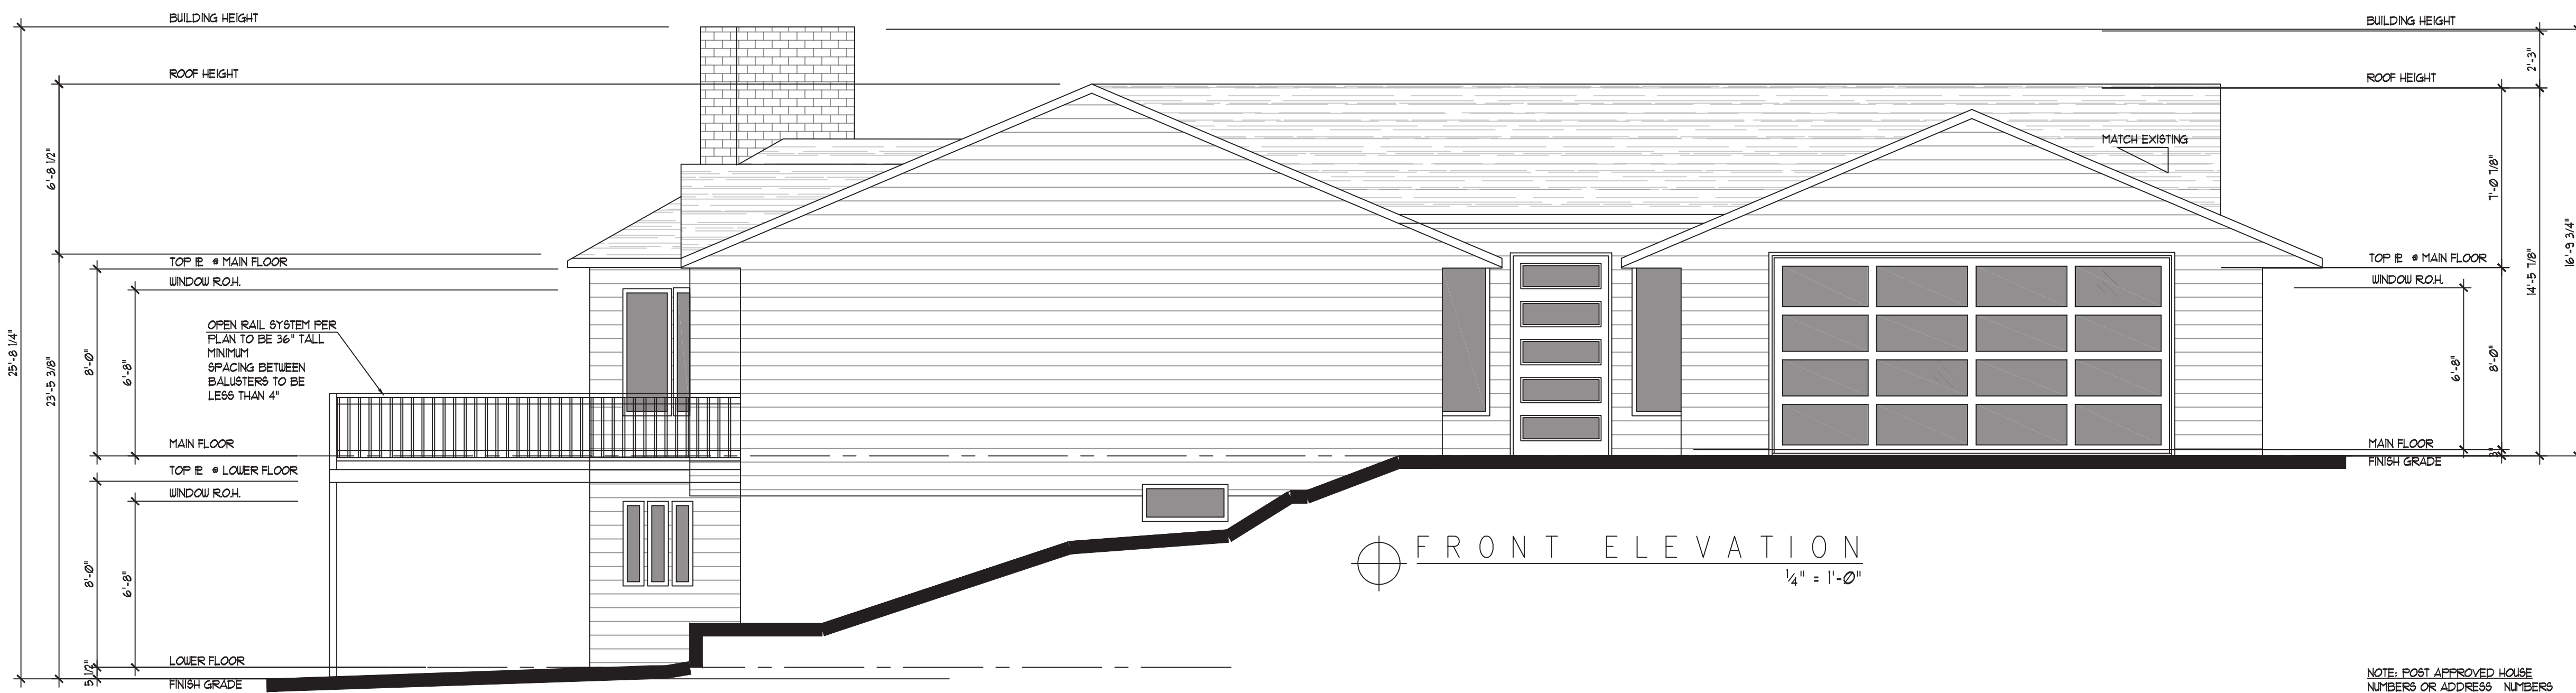 BUILDING HEIGHT
ROOF HEIGHT
TOP PL @ MAIN FLOOR
WINDOW R.O.H.
OPEN RAIL SYSTEM PER
PLAN TO BE 36" TALL
MINIMUM
SPACING BETWEEN
BALUSTERS TO BE
LESS THAN 4"
MAIN FLOOR
TOP PL @ LOWER FLOOR
WINDOW R.O.H.
LOWER FLOOR
FINISH GRADE
25'-8 1/4"
6'-8 1/2"
23'-5 3/8"
8'-0"
6'-8"
8'-0"
6'-8"
5 1/2"
MATCH EXISTING
FRONT ELEVATION
1/4" = 1'-0"
BUILDING HEIGHT
ROOF HEIGHT
TOP PL @ MAIN FLOOR
WINDOW R.O.H.
MAIN FLOOR
FINISH GRADE
2'-3"
7'-0 7/8"
14'-5 7/8"
16'-9 3/4"
6'-8"
8'-0"
3"
NOTE: POST APPROVED HOUSE
NUMBERS OR ADDRESS NUMBERS